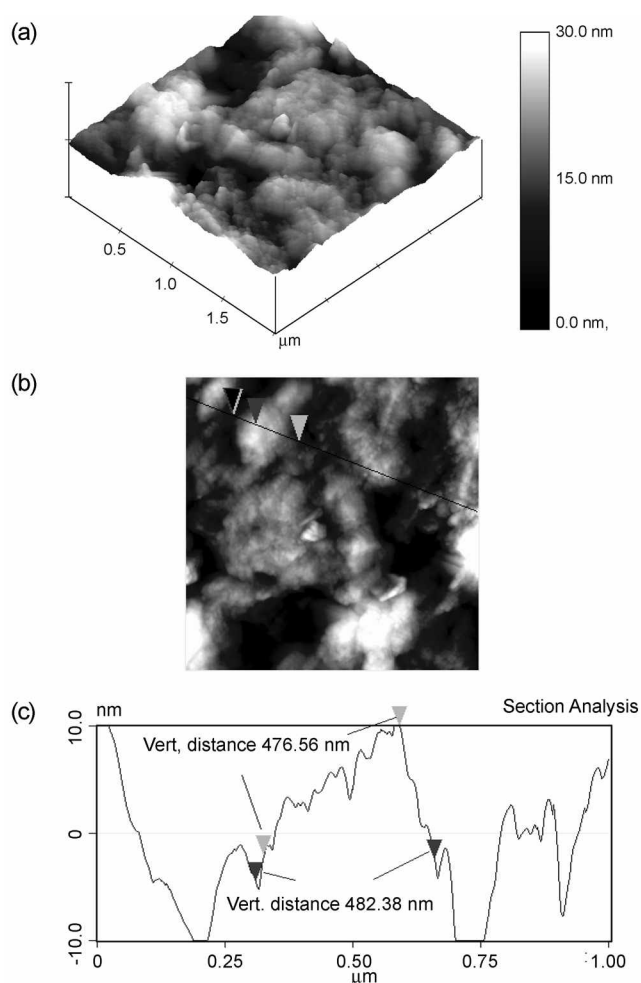 (a)
30.0 nm
15.0 nm
0.0 nm,
0.5
1.0
1.5
μm
(b)
(c)
nm
Section Analysis
10.0
Vert, distance 476.56 nm
0
Vert. distance 482.38 nm
-10.0
0
0.25
0.50
0.75
: 1.00
μm